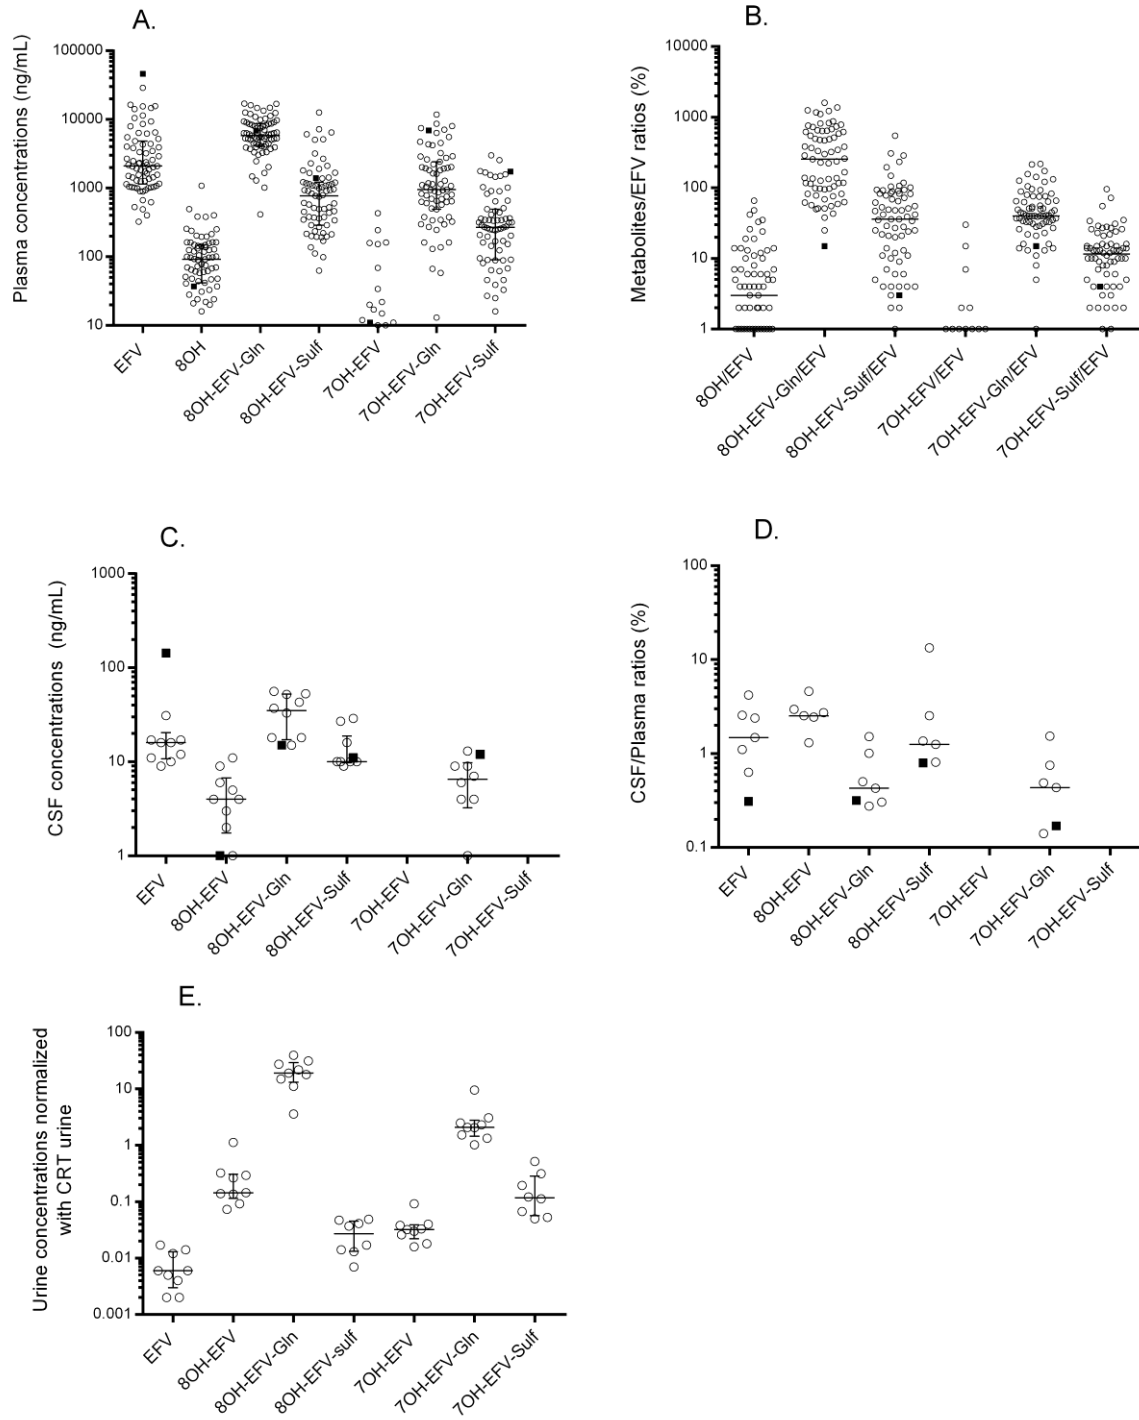 A.
Plasma concentrations (ng/mL)
100000
10000
1000
100
10
EFV
8OH
8OH-EFV-Gln
8OH-EFV-Sulf
7OH-EFV
7OH-EFV-Gln
7OH-EFV-Sulf
B.
Metabolites/EFV ratios (%)
10000
1000
100
10
1
8OH/EFV
8OH-EFV-Gln/EFV
8OH-EFV-Sulf/EFV
7OH-EFV/EFV
7OH-EFV-Gln/EFV
7OH-EFV-Sulf/EFV
C.
CSF concentrations (ng/mL)
1000
100
10
1
EFV
8OH-EFV
8OH-EFV-Gln
8OH-EFV-Sulf
7OH-EFV
7OH-EFV-Gln
7OH-EFV-Sulf
D.
CSF/Plasma ratios (%)
100
10
1
0.1
EFV
8OH-EFV
8OH-EFV-Gln
8OH-EFV-Sulf
7OH-EFV
7OH-EFV-Gln
7OH-EFV-Sulf
E.
Urine concentrations normalized
with CRT urine
100
10
1
0.1
0.01
0.001
EFV
8OH-EFV
8OH-EFV-Gln
8OH-EFV-sulf
7OH-EFV
7OH-EFV-Gln
7OH-EFV-Sulf